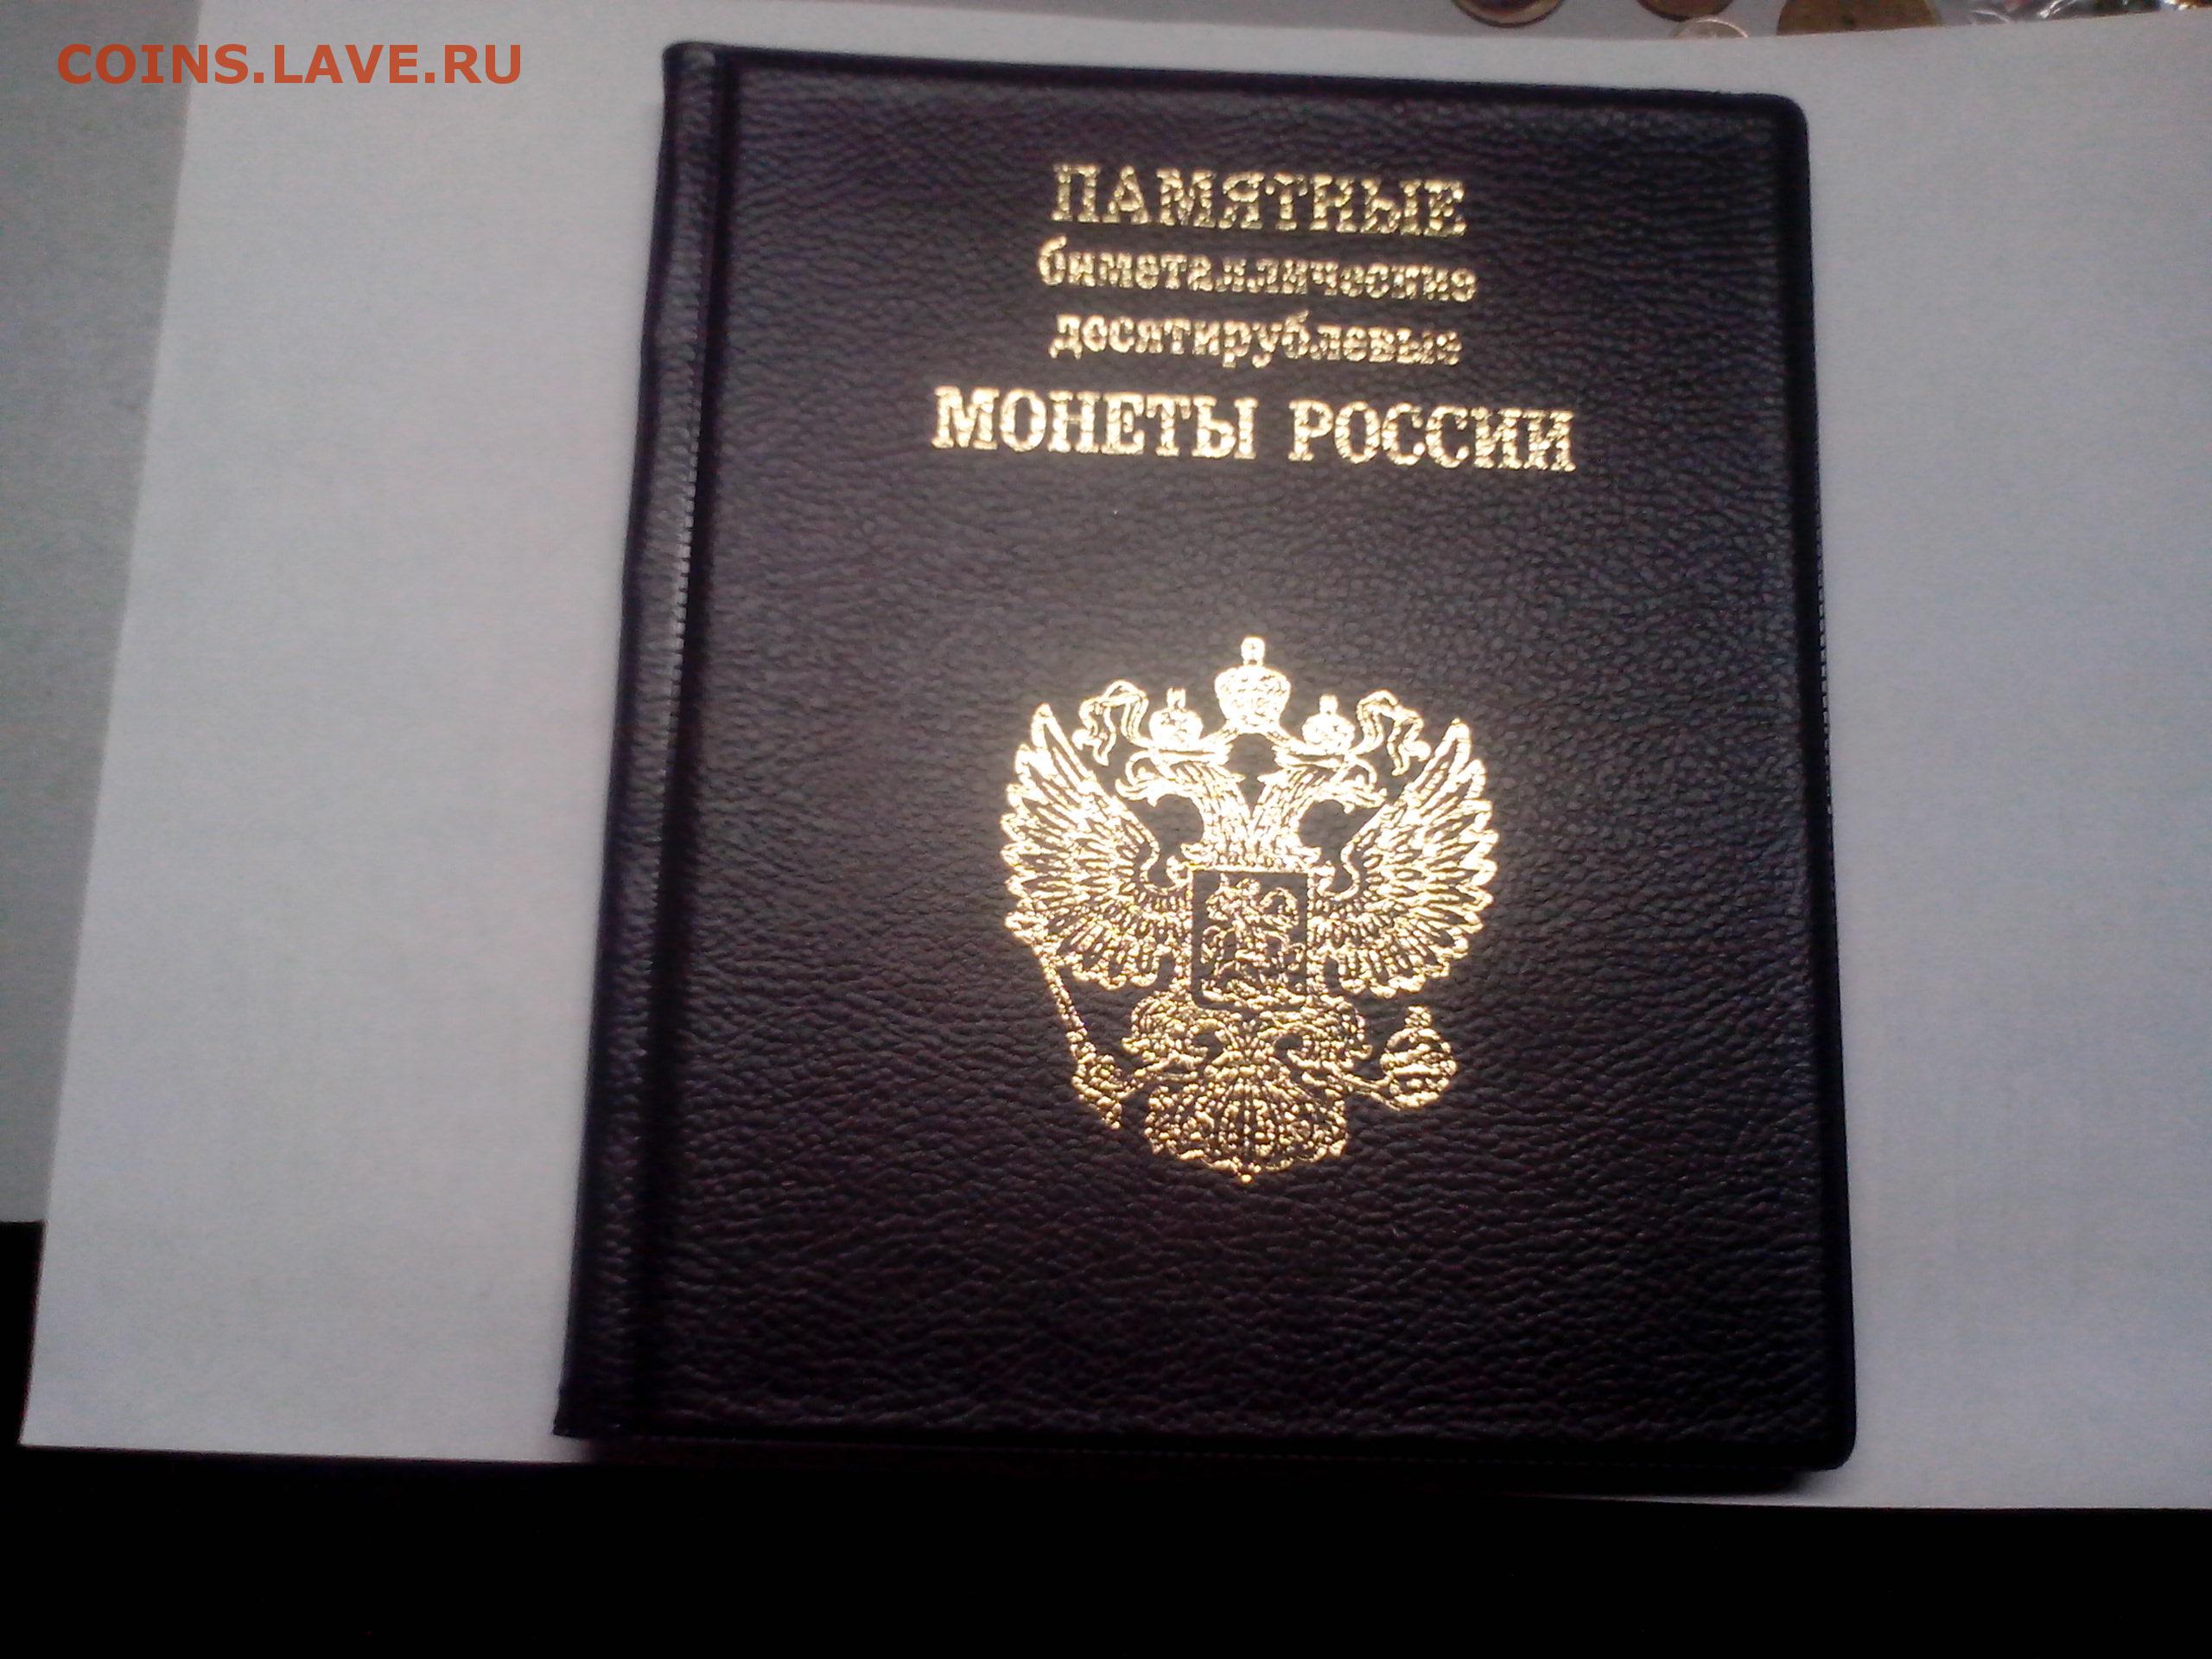 COINS.LAVE.RU
ПАМЯТНЫЕ
биметаллические
десятирублевые
МОНЕТЫ РОССИИ